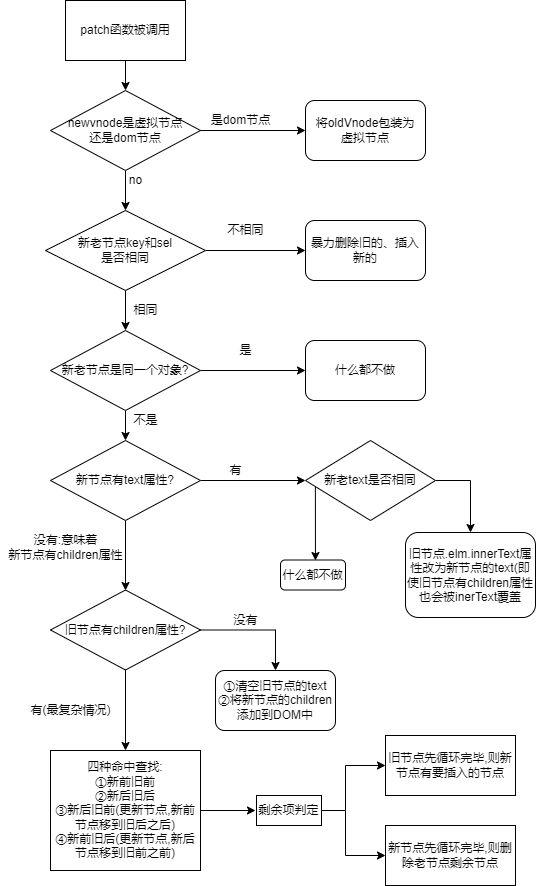 patch函数被调用
newvnode是虚拟节点
还是dom节点
是dom节点
将oldVnode包装为
虚拟节点
no
新老节点key和sel
是否相同
不相同
暴力删除旧的、插入
新的
相同
新老节点是同一个对象?
是
什么都不做
不是
新节点有text属性?
有
新老text是否相同
没有:意味着
新节点有children属性
什么都不做
旧节点.elm.innerText属
性改为新节点的text(即
使旧节点有children属性
也会被inerText覆盖
旧节点有children属性?
没有
①清空旧节点的text
②将新节点的children
添加到DOM中
有(最复杂情况)
四种命中查找:
①新前旧前
②新后旧后
③新后旧前(更新节点,新前
节点移到旧后之后)
④新前旧后(更新节点,新后
节点移到旧前之前)
剩余项判定
旧节点先循环完毕,则新
节点有要插入的节点
新节点先循环完毕,则删
除老节点剩余节点